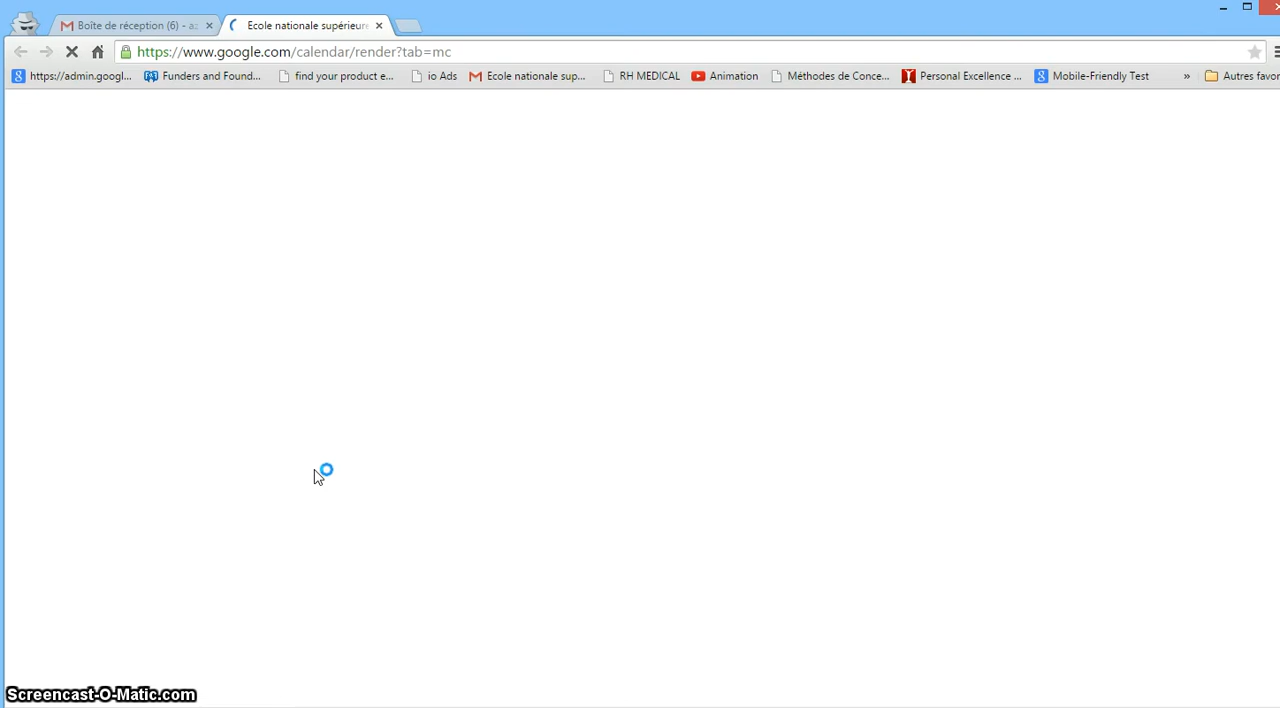 Boîte de réception (6) - a
Ecole nationale supérieure
https://www.google.com/calendar/render?tab=mc
https://admin.googl...
Funders and Found...
find your product e...
io Ads
Ecole nationale sup...
RH MEDICAL
Animation
Méthodes de Conce...
Personal Excellence ...
Mobile-Friendly Test
»
Autres favor
Screencast-O-Matic.com